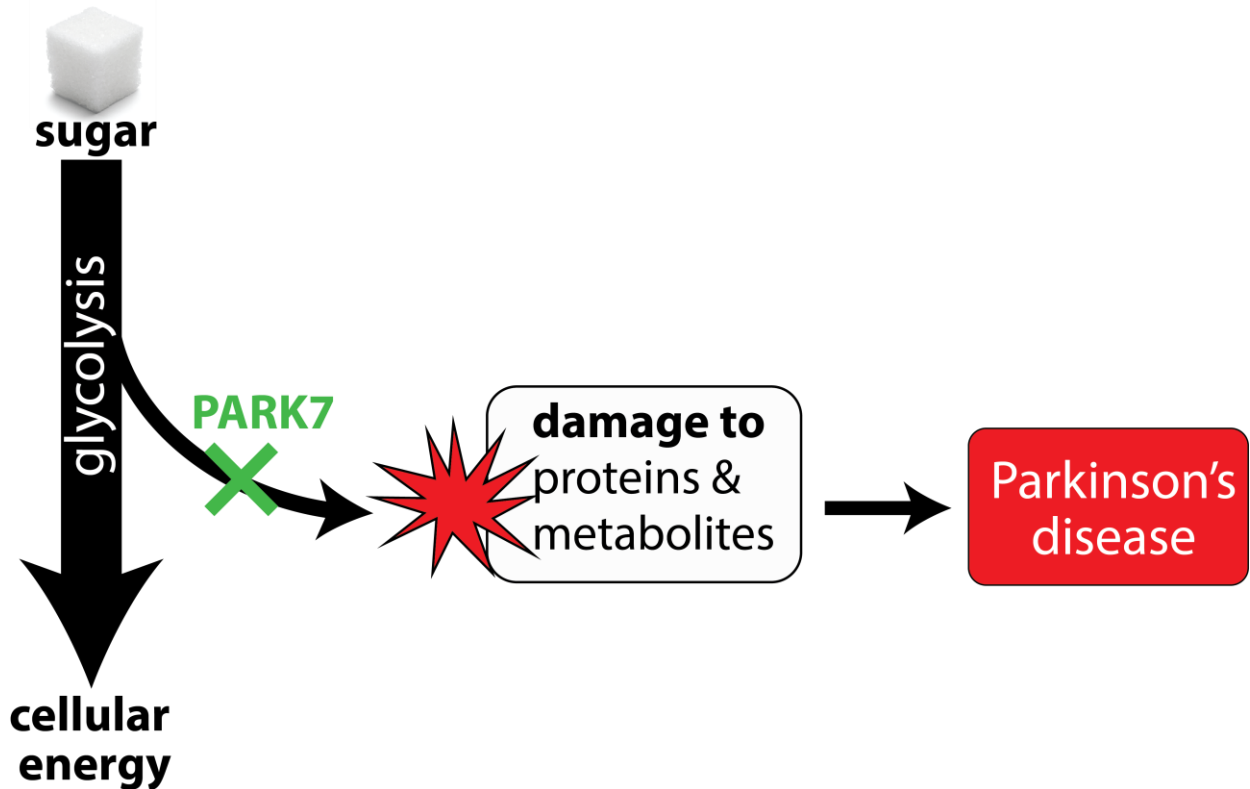 sugar
glycolysis
PARK7
damage to
proteins &
metabolites
Parkinson's
disease
cellular
energy